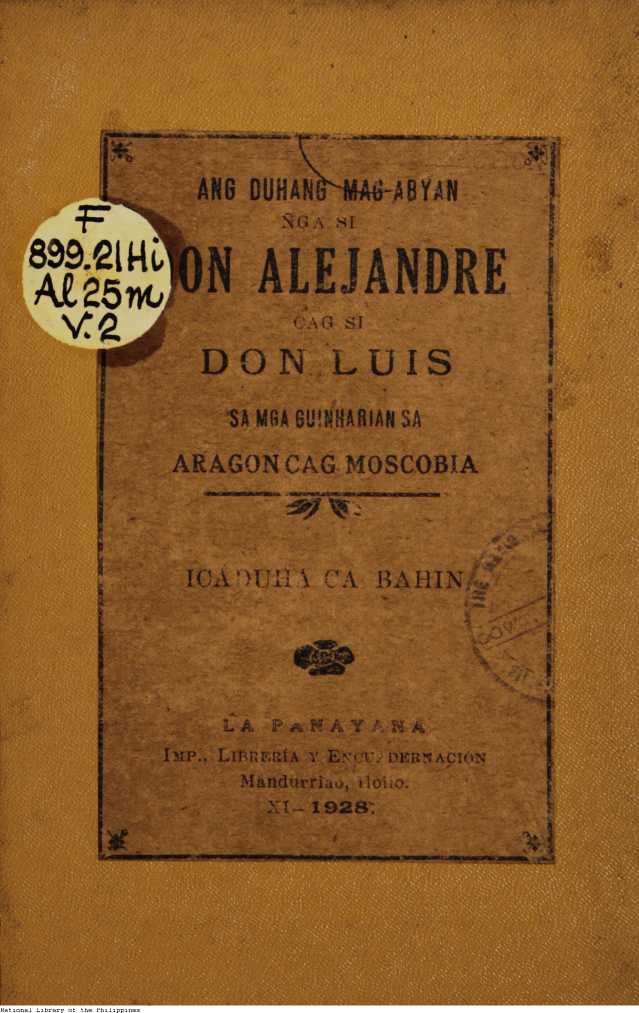 ANG DUHANG MAG-ABYAN
ÑGA SI
ON ALEJANDRE
CAG SI
DON LUIS
SA MGA GUINHARIAN SA
ARAGON CAG MOSCOBIA
ICADUHA CA BAHIN
LA PANAYANA
IMP., LIBRERÍA Y ENCUADERNACIÓN
Mandurriao, Iloilo.
XI—1928.
F
899.21Hi
Al25m
V.2
THE
National Library of the Philippines